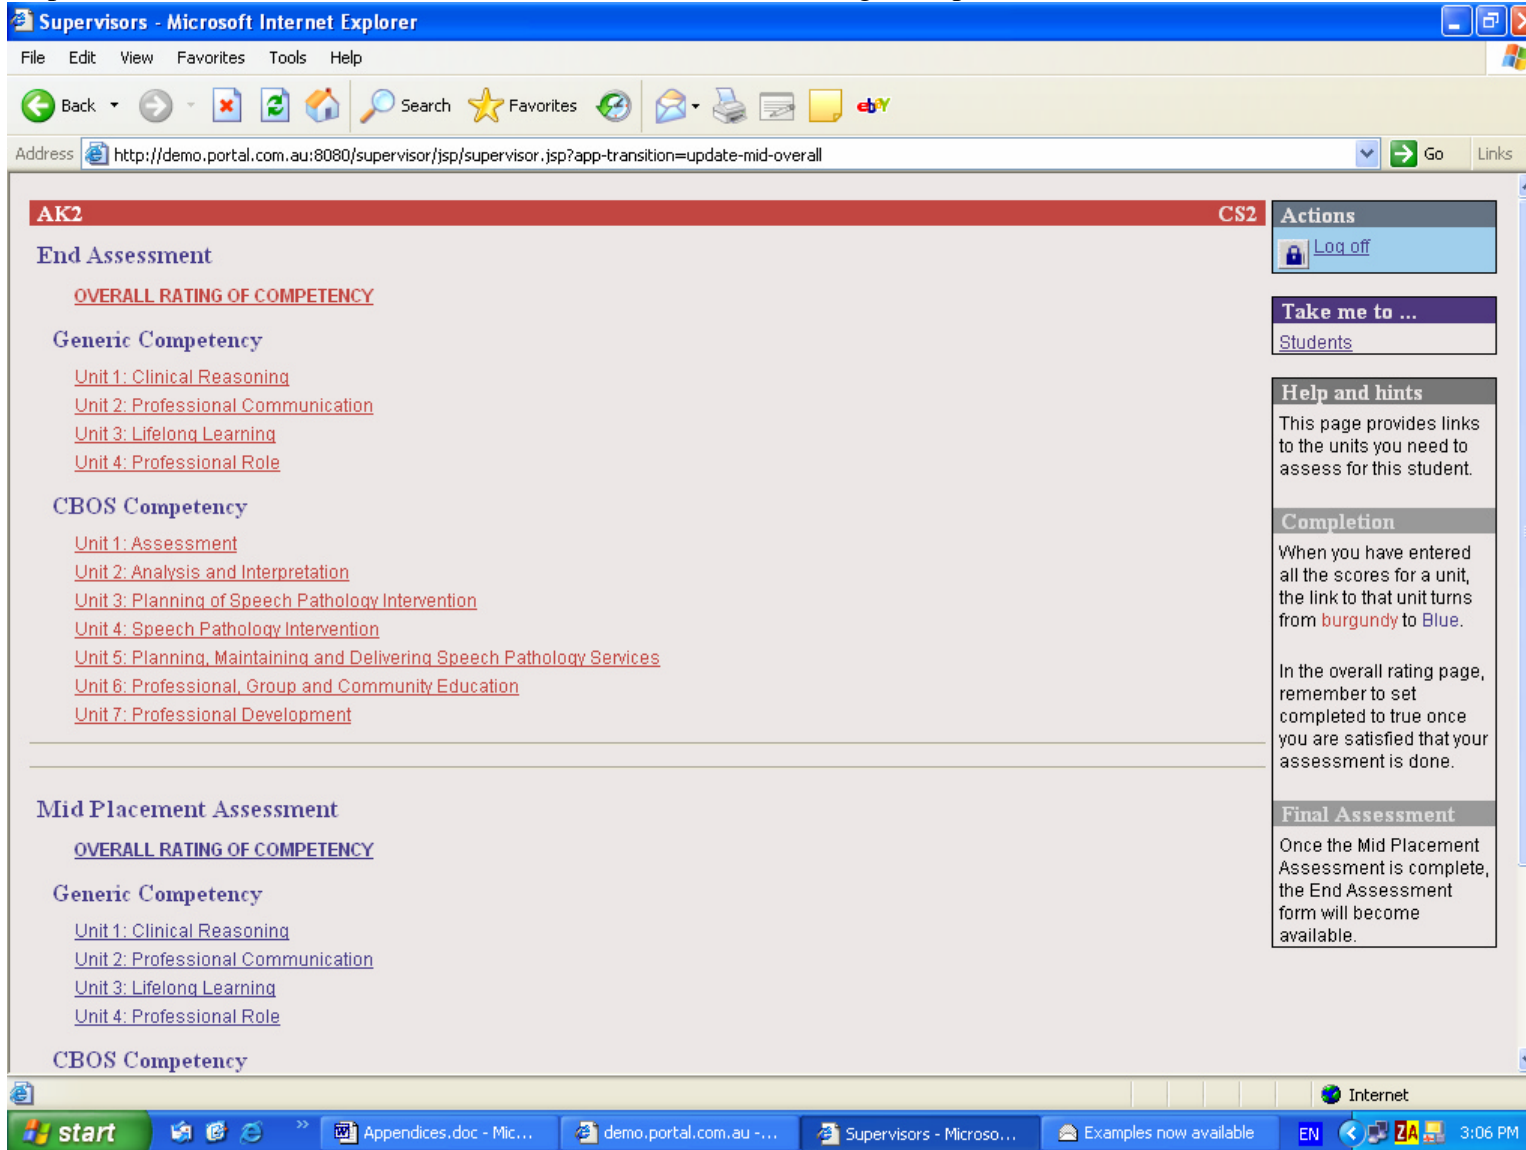 Supervisors - Microsoft Internet Explorer
File Edit View Favorites Tools Help
Back Search Favorites ebY
Address http://demo.portal.com.au:8080/supervisor/jsp/supervisor.jsp?app-transition=update-mid-overall Go Links
AK2 CS2
End Assessment
OVERALL RATING OF COMPETENCY
Generic Competency
Unit 1: Clinical Reasoning
Unit 2: Professional Communication
Unit 3: Lifelong Learning
Unit 4: Professional Role
CBOS Competency
Unit 1: Assessment
Unit 2: Analysis and Interpretation
Unit 3: Planning of Speech Pathology Intervention
Unit 4: Speech Pathology Intervention
Unit 5: Planning, Maintaining and Delivering Speech Pathology Services
Unit 6: Professional, Group and Community Education
Unit 7: Professional Development
Mid Placement Assessment
OVERALL RATING OF COMPETENCY
Generic Competency
Unit 1: Clinical Reasoning
Unit 2: Professional Communication
Unit 3: Lifelong Learning
Unit 4: Professional Role
CBOS Competency
Actions
Log off
Take me to ...
Students
Help and hints
This page provides links
to the units you need to
assess for this student.
Completion
When you have entered
all the scores for a unit,
the link to that unit turns
from burgundy to Blue.
In the overall rating page,
remember to set
completed to true once
you are satisfied that your
assessment is done.
Final Assessment
Once the Mid Placement
Assessment is complete,
the End Assessment
form will become
available.
Internet
start Appendices.doc - Mic... demo.portal.com.au -... Supervisors - Microso... Examples now available EN ZA 3:06 PM